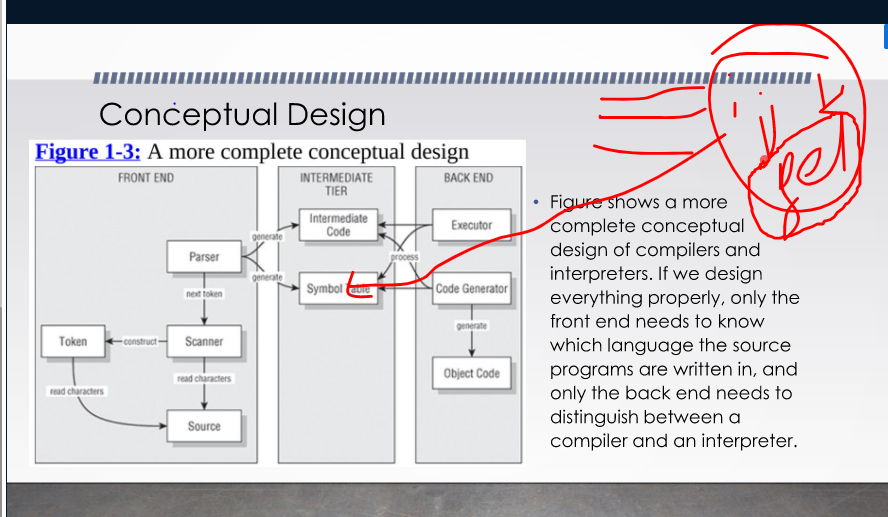 Conceptual Design
Figure 1-3: A more complete conceptual design
FRONT END
INTERMEDIATE
TIER
BACK END
Intermediate
Code
Executor
generate
Parser
process
generate
Symbol Table
Code Generator
next token
generate
Token
construct
Scanner
Object Code
read characters
read characters
Source
• Figure shows a more
complete conceptual
design of compilers and
interpreters. If we design
everything properly, only the
front end needs to know
which language the source
programs are written in, and
only the back end needs to
distinguish between a
compiler and an interpreter.